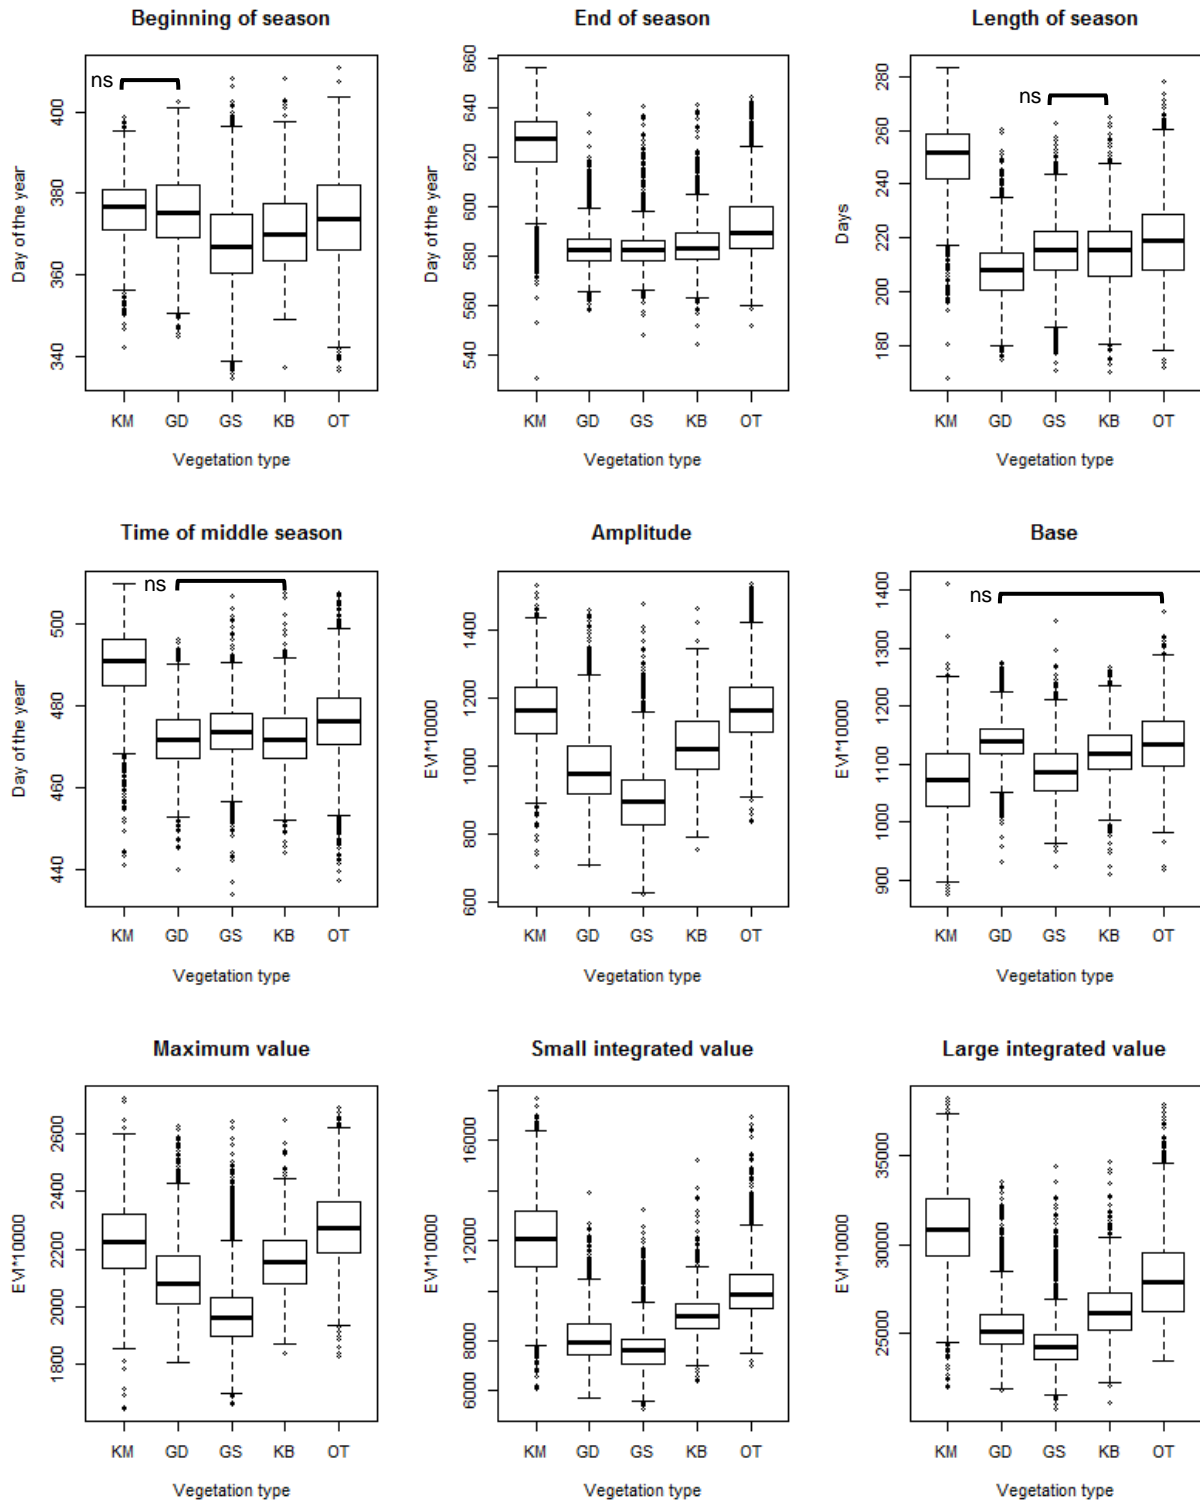 Beginning of season
ns
Day of the year
400
380
360
340
KM GD GS KB OT
Vegetation type
End of season
Day of the year
660
640
620
600
580
560
540
KM GD GS KB OT
Vegetation type
Length of season
ns
Days
280
260
240
220
200
180
KM GD GS KB OT
Vegetation type
Time of middle season
ns
Day of the year
500
480
460
440
KM GD GS KB OT
Vegetation type
Amplitude
EVI*10000
1400
1200
1000
800
600
KM GD GS KB OT
Vegetation type
Base
ns
EVI*10000
1400
1300
1200
1100
1000
900
KM GD GS KB OT
Vegetation type
Maximum value
EVI*10000
2600
2400
2200
2000
1800
KM GD GS KB OT
Vegetation type
Small integrated value
EVI*10000
16000
12000
8000
6000
KM GD GS KB OT
Vegetation type
Large integrated value
EVI*10000
35000
30000
25000
KM GD GS KB OT
Vegetation type